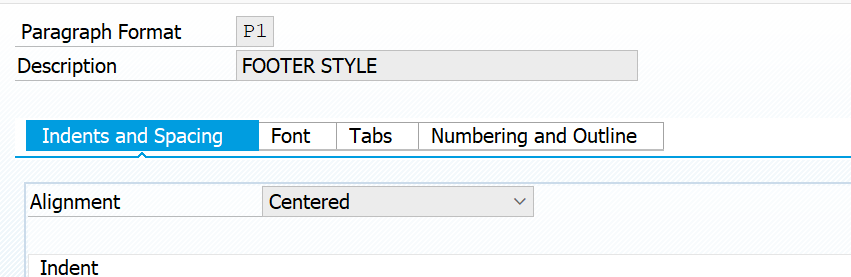 Paragraph Format P1
Description FOOTER STYLE
Indents and Spacing Font Tabs Numbering and Outline
Alignment Centered
Indent